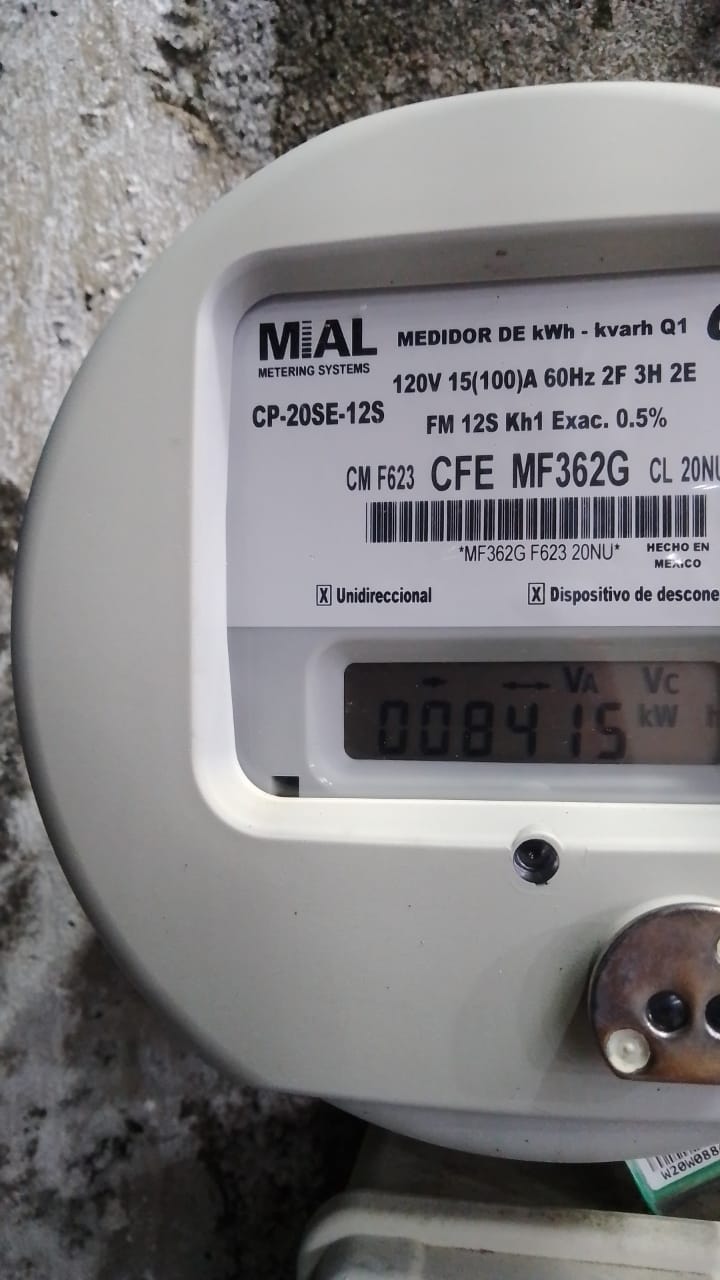 MIAL
METERING SYSTEMS
MEDIDOR DE kWh - kvarh Q1
120V 15(100)A 60Hz 2F 3H 2E
CP-20SE-12S
FM 12S Kh1 Exac. 0.5%
CM F623 CFE MF362G CL 20NU
*MF362G F623 20NU*
HECHO EN
MEXICO
X Unidireccional
X Dispositivo de descone
VA VC
008415 kW h
W20W088